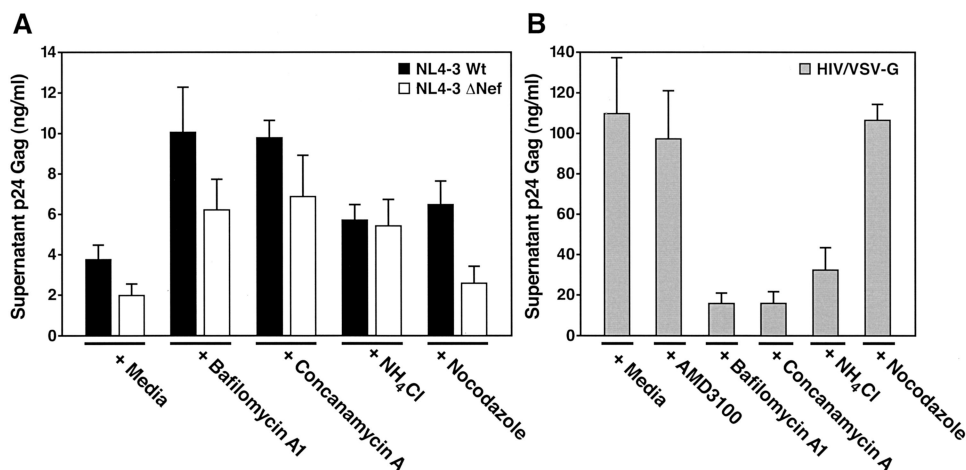 A
Supernatant p24 Gag (ng/ml)
14
12
10
8
6
4
2
0
NL4-3 Wt
NL4-3 ΔNef
+ Media
+ Bafilomycin A1
+ Concanamycin A
+ NH4Cl
+ Nocodazole
B
Supernatant p24 Gag (ng/ml)
140
120
100
80
60
40
20
0
HIV/VSV-G
+ Media
+ AMD3100
+ Bafilomycin A1
+ Concanamycin A
+ NH4Cl
+ Nocodazole